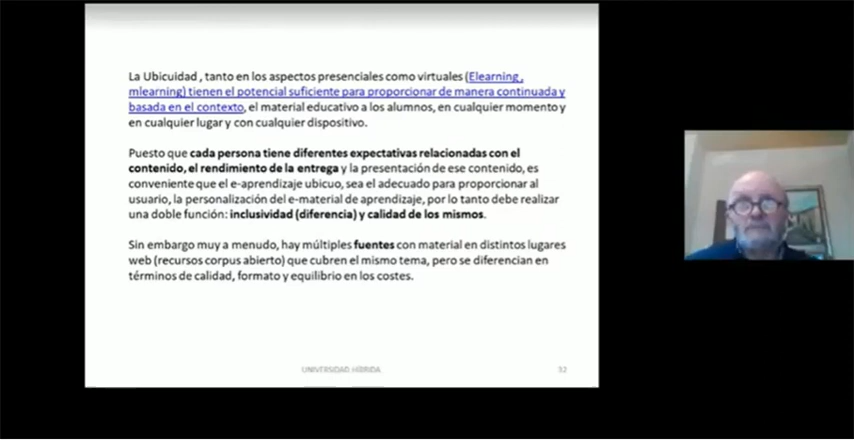 La Ubicuidad , tanto en los aspectos presenciales como virtuales (Elearning ,
mlearning) tienen el potencial suficiente para proporcionar de manera continuada y
basada en el contexto, el material educativo a los alumnos, en cualquier momento y
en cualquier lugar y con cualquier dispositivo.
Puesto que cada persona tiene diferentes expectativas relacionadas con el
contenido, el rendimiento de la entrega y la presentación de ese contenido, es
conveniente que el e-aprendizaje ubicuo, sea el adecuado para proporcionar al
usuario, la personalización del e-material de aprendizaje, por lo tanto debe realizar
una doble función: inclusividad (diferencia) y calidad de los mismos.
Sin embargo muy a menudo, hay múltiples fuentes con material en distintos lugares
web (recursos corpus abierto) que cubren el mismo tema, pero se diferencian en
términos de calidad, formato y equilibrio en los costes.
UNIVERSIDAD HÍBRIDA
32